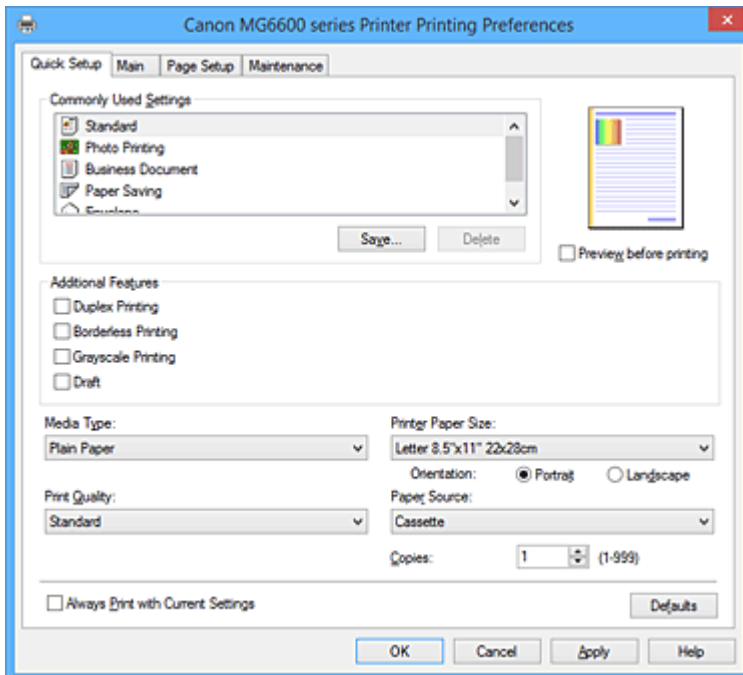 Canon MG6600 series Printer Printing Preferences
Quick Setup Main Page Setup Maintenance
Commonly Used Settings
Standard
Photo Printing
Business Document
Paper Saving
Envelope
Save... Delete
Preview before printing
Additional Features
Duplex Printing
Borderless Printing
Grayscale Printing
Draft
Media Type:
Plain Paper
Printer Paper Size:
Letter 8.5"x11" 22x28cm
Orientation: Portrait Landscape
Print Quality:
Standard
Paper Source:
Cassette
Copies: 1 (1-999)
Always Print with Current Settings
Defaults
OK Cancel Apply Help